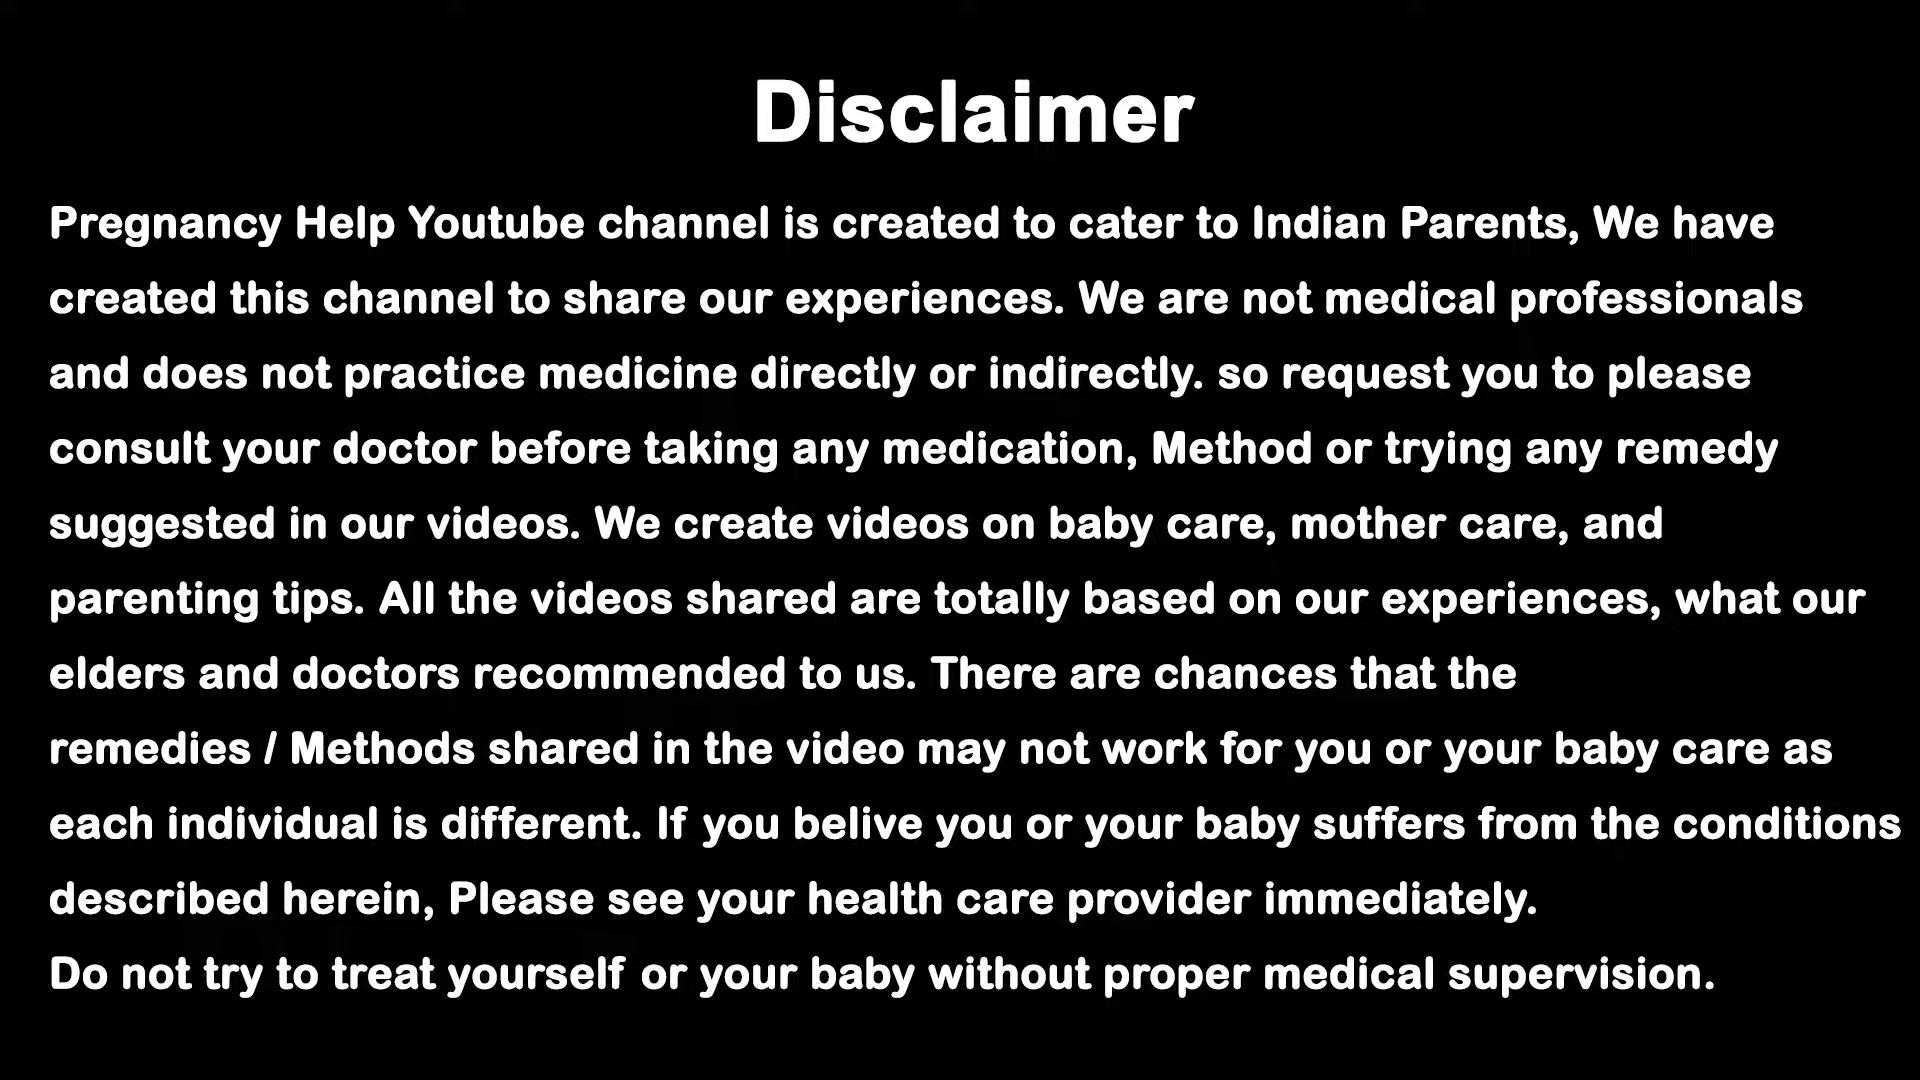 Disclaimer
Pregnancy Help Youtube channel is created to cater to Indian Parents, We have
created this channel to share our experiences. We are not medical professionals
and does not practice medicine directly or indirectly. so request you to please
consult your doctor before taking any medication, Method or trying any remedy
suggested in our videos. We create videos on baby care, mother care, and
parenting tips. All the videos shared are totally based on our experiences, what our
elders and doctors recommended to us. There are chances that the
remedies / Methods shared in the video may not work for you or your baby care as
each individual is different. If you belive you or your baby suffers from the conditions
described herein, Please see your health care provider immediately.
Do not try to treat yourself or your baby without proper medical supervision.